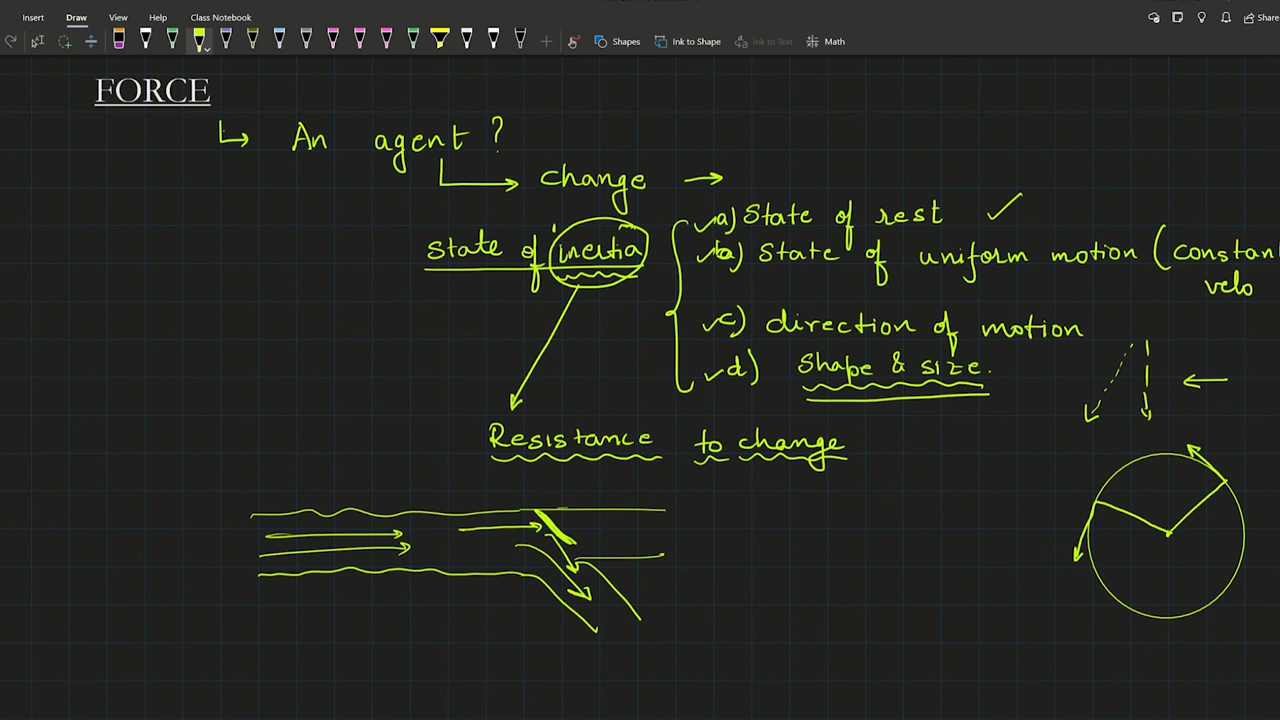 Insert Draw View Help Class Notebook Share
Shapes Ink to Shape Ink to Text Math
FORCE
An agent ?
change
a) State of rest
State of inertia
b) State of uniform motion (constan
velo
c) direction of motion
d) Shape & size.
Resistance to change